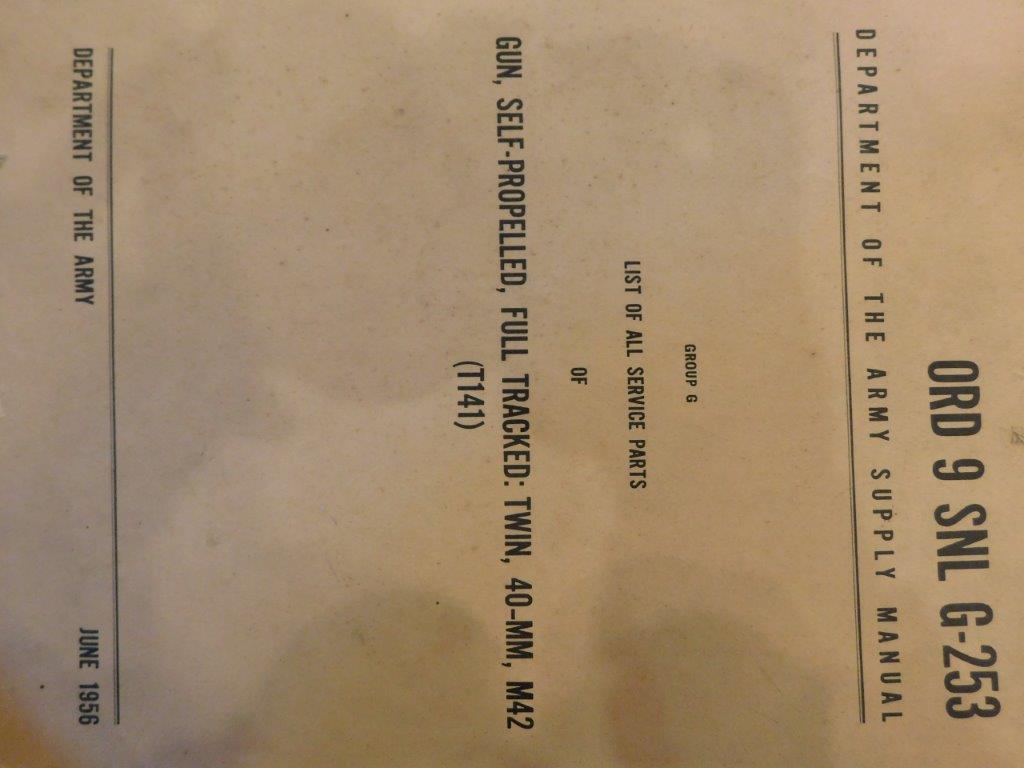 ORD 9 SNL G-253
DEPARTMENT OF THE ARMY SUPPLY MANUAL
GROUP G
LIST OF ALL SERVICE PARTS
OF
GUN, SELF-PROPELLED, FULL TRACKED: TWIN, 40-MM, M42
(T141)
DEPARTMENT OF THE ARMY JUNE 1956